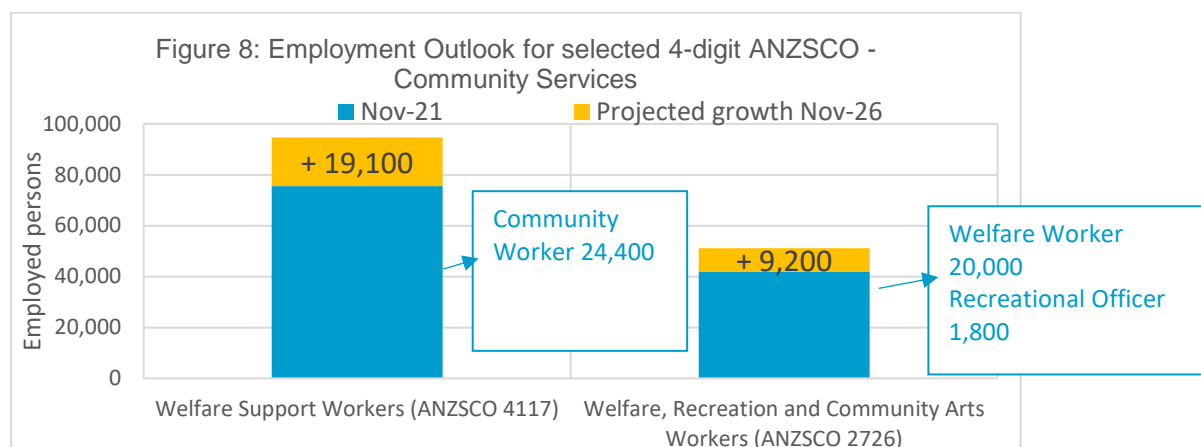 Figure 8: Employment Outlook for selected 4-digit ANZSCO -
Community Services
Nov-21
Projected growth Nov-26
Employed persons
100,000
80,000
60,000
40,000
20,000
0
+ 19,100
Community
Worker 24,400
+ 9,200
Welfare Worker
20,000
Recreational Officer
1,800
Welfare Support Workers (ANZSCO 4117)
Welfare, Recreation and Community Arts
Workers (ANZSCO 2726)